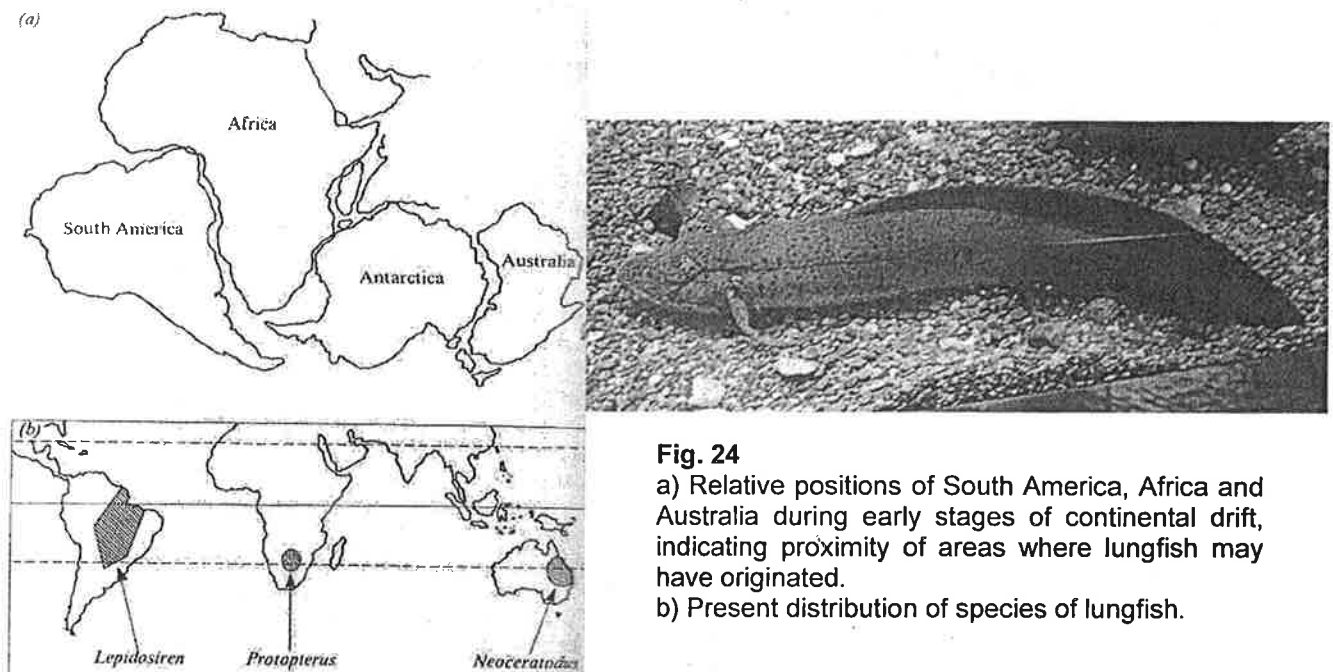 (a)
Africa
South America
Antarctica
Australia
(b)
Lepidosiren Protopterus Neoceratodus
Fig. 24
a) Relative positions of South America, Africa and
Australia during early stages of continental drift,
indicating proximity of areas where lungfish may
have originated.
b) Present distribution of species of lungfish.